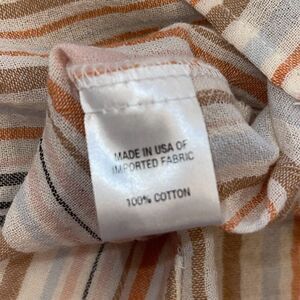 MADE IN USA OF
IMPORTED FABRIC
100% COTTON